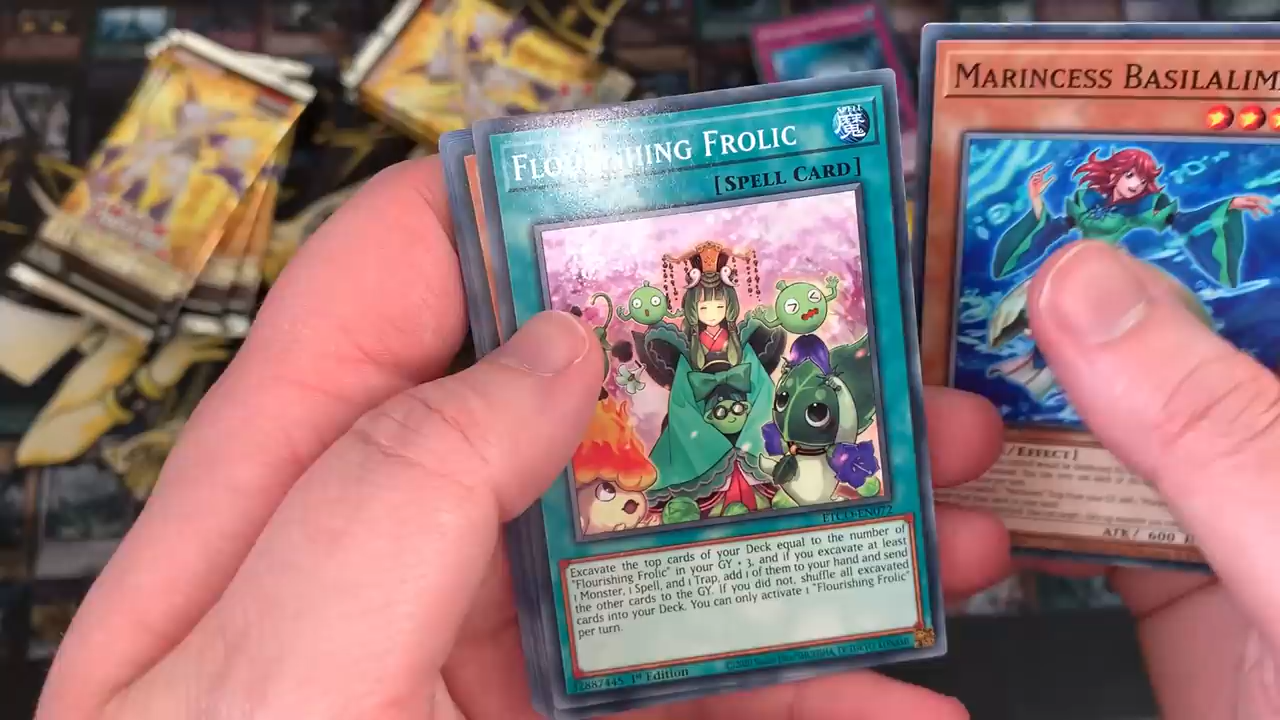 FLOURISHING FROLIC
SPELL
魔
[SPELL CARD]
ETCO-EN072
Excavate the top cards of your Deck equal to the number of
"Flourishing Frolic" in your GY + 3, and if you excavate at least
1 Monster, 1 Spell, and 1 Trap, add 1 of them to your hand and send
the other cards to the GY. If you did not, shuffle all excavated
cards into your Deck. You can only activate 1 "Flourishing Frolic"
per turn.
1st Edition
MARINCESS BASILALIM
/EFFECT]
ATK/ 600